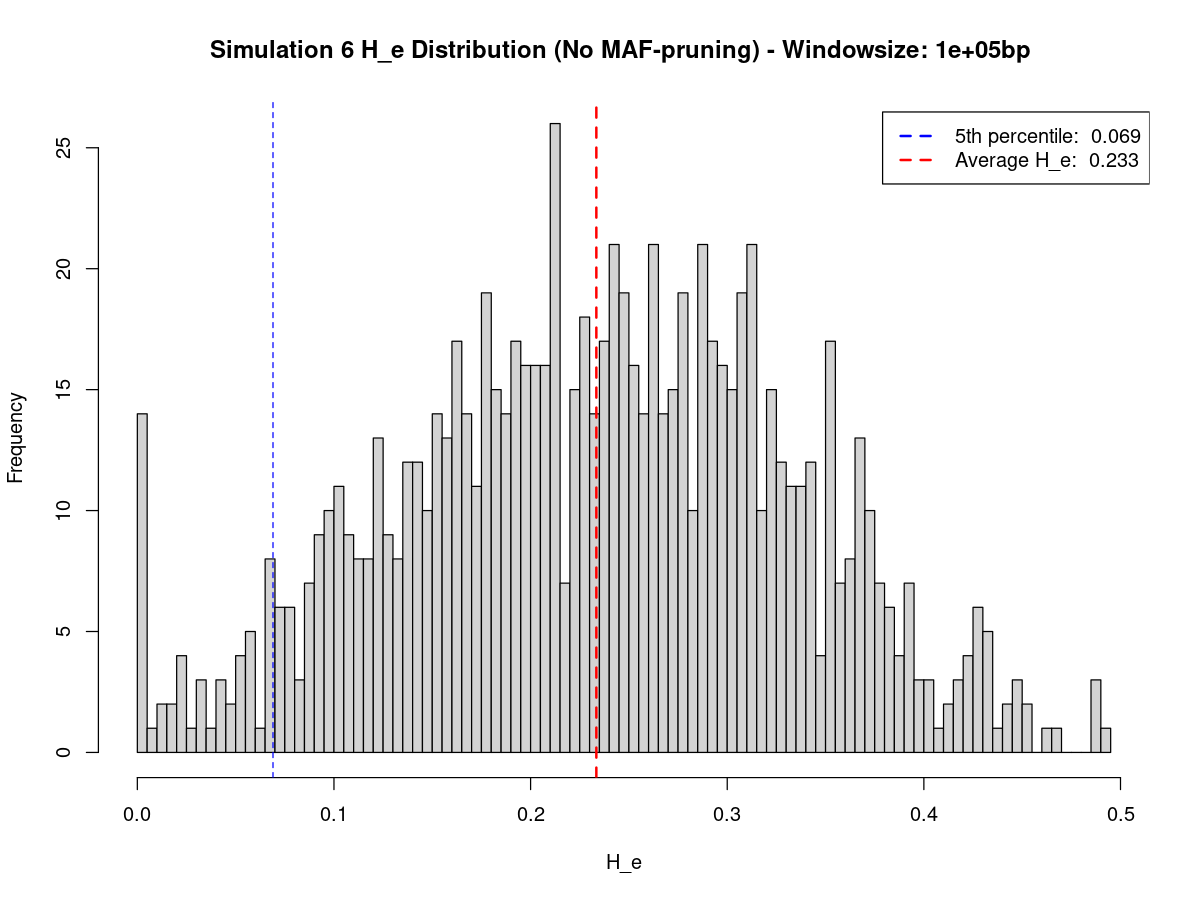 Simulation 6 H_e Distribution (No MAF-pruning) - Windowsize: 1e+05bp
5th percentile: 0.069
Average H_e: 0.233
Frequency
25
20
15
10
5
0
0.0 0.1 0.2 0.3 0.4 0.5
H_e